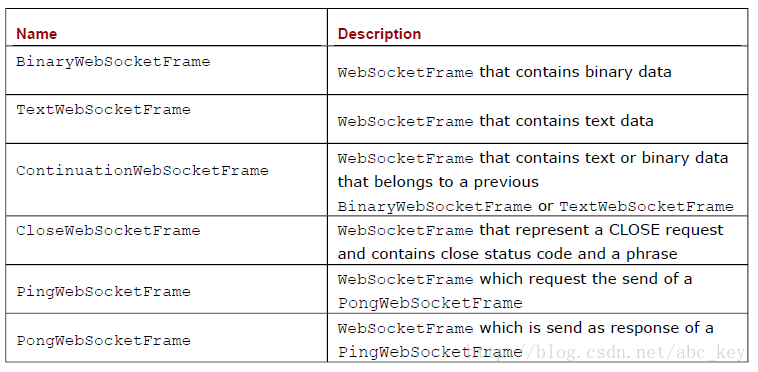 Name Description
BinaryWebSocketFrame
WebSocketFrame that contains binary data
TextWebSocketFrame
WebSocketFrame that contains text data
WebSocketFrame that contains text or binary data
ContinuationWebSocketFrame
that belongs to a previous
BinaryWebSocketFrame or TextWebSocketFrame
CloseWebSocketFrame
WebSocketFrame that represent a CLOSE request
and contains close status code and a phrase
PingWebSocketFrame
WebSocketFrame which request the send of a
PongWebSocketFrame
PongWebSocketFrame
WebSocketFrame which is send as response of a
PingWebSocketFrame
http://blog.csdn.net/abc_key